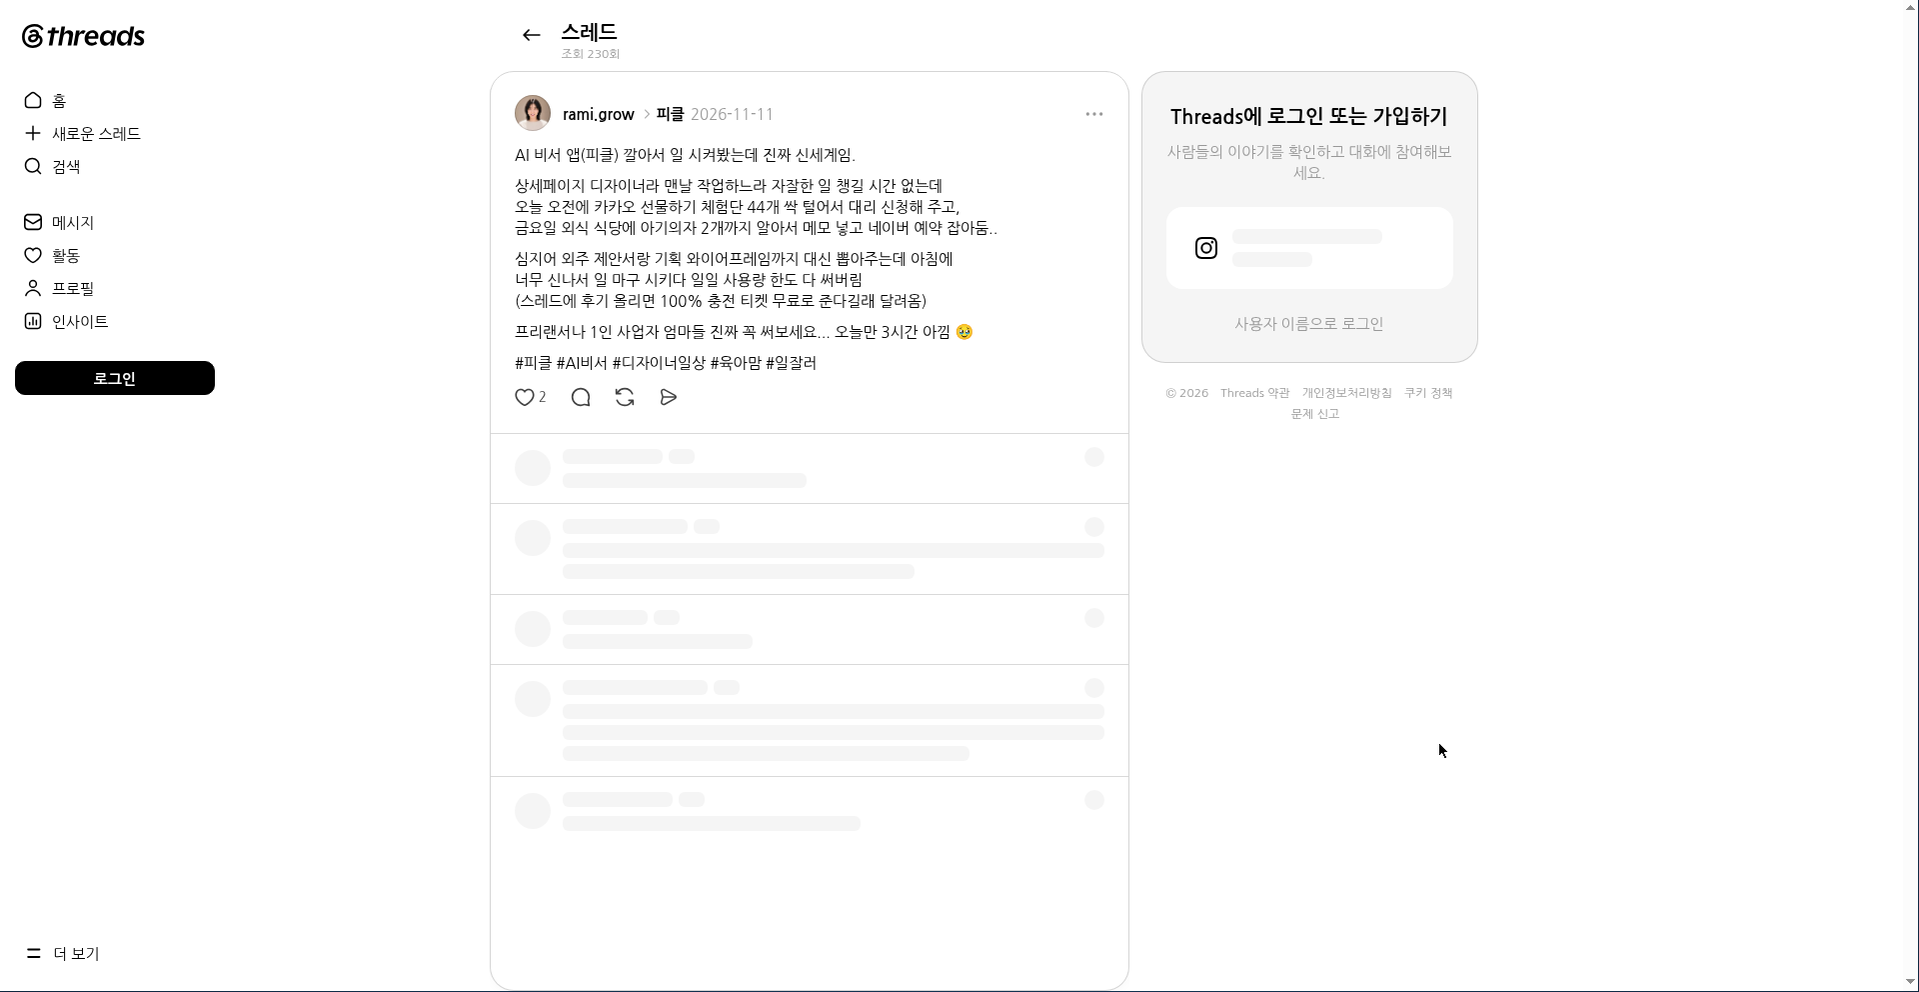 threads
홈
새로운 스레드
검색
메시지
활동
프로필
인사이트
로그인
더 보기
스레드
조회 230회
rami.grow > 피클 2026-11-11
AI 비서 앱(피클) 깔아서 일 시켜봤는데 진짜 신세계임.
상세페이지 디자이너라 맨날 작업하느라 자잘한 일 챙길 시간 없는데
오늘 오전에 카카오 선물하기 체험단 44개 싹 털어서 대리 신청해 주고,
금요일 외식 식당에 아기의자 2개까지 알아서 메모 넣고 네이버 예약 잡아둠..
심지어 외주 제안서랑 기획 와이어프레임까지 대신 뽑아주는데 아침에
너무 신나서 일 마구 시키다 일일 사용량 한도 다 써버림
(스레드에 후기 올리면 100% 충전 티켓 무료로 준다길래 달려옴)
프리랜서나 1인 사업자 엄마들 진짜 꼭 써보세요... 오늘만 3시간 아낌 🥹
#피클 #AI비서 #디자이너일상 #육아맘 #일잘러
2
Threads에 로그인 또는 가입하기
사람들의 이야기를 확인하고 대화에 참여해보
세요.
사용자 이름으로 로그인
© 2026 Threads 약관 개인정보처리방침 쿠키 정책
문제 신고